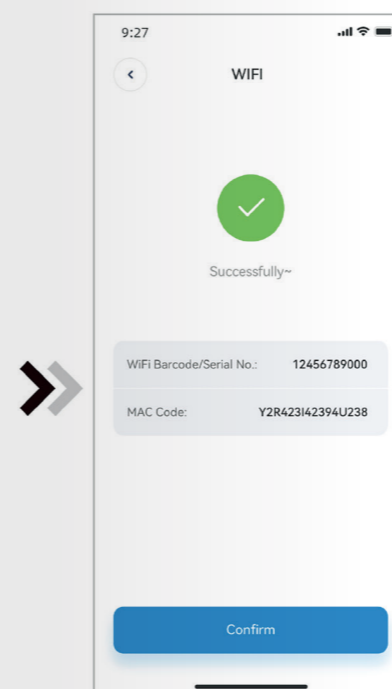 9:27
WIFI
Successfully~
WiFi Barcode/Serial No.: 12456789000
MAC Code: Y2R423I42394U238
Confirm